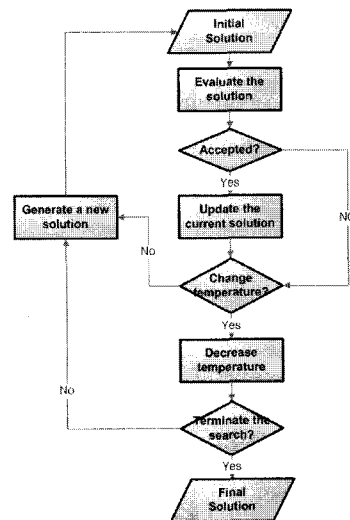 Initial
Solution
Evaluate the
solution
Accepted?
Yes
No
Generate a new
solution
Update the
current solution
No
Change
temperature?
Yes
Decrease
temperature
No
Terminate the
search?
Yes
Final
Solution